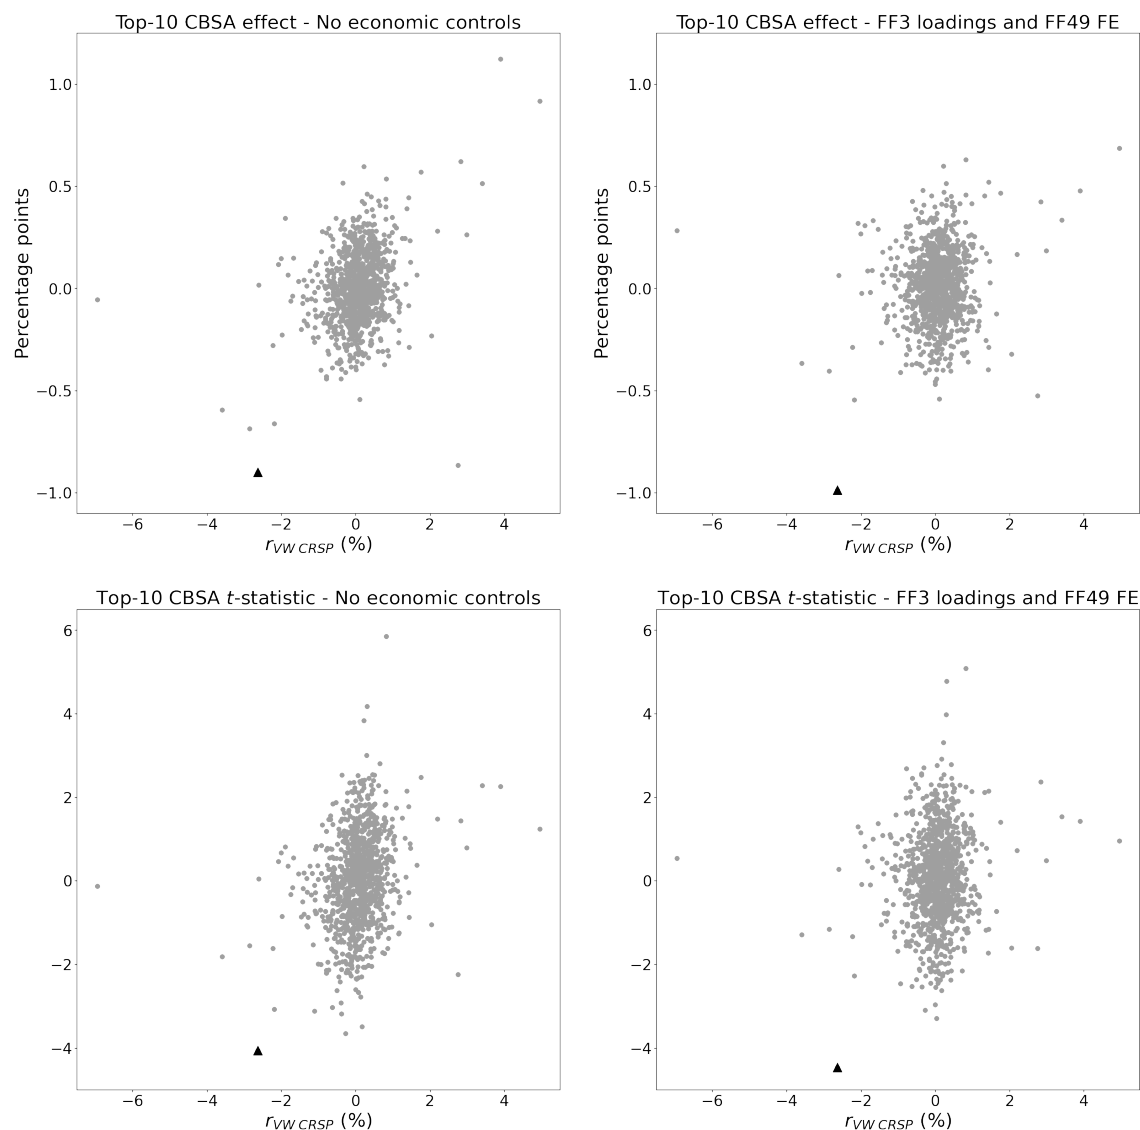 Top-10 CBSA effect - No economic controls
1.0
0.5
0.0
−0.5
−1.0
Percentage points
−6 −4 −2 0 2 4
r_VW CRSP (%)
Top-10 CBSA effect - FF3 loadings and FF49 FE
1.0
0.5
0.0
−0.5
−1.0
Percentage points
−6 −4 −2 0 2 4
r_VW CRSP (%)
Top-10 CBSA t-statistic - No economic controls
6
4
2
0
−2
−4
−6 −4 −2 0 2 4
r_VW CRSP (%)
Top-10 CBSA t-statistic - FF3 loadings and FF49 FE
6
4
2
0
−2
−4
−6 −4 −2 0 2 4
r_VW CRSP (%)